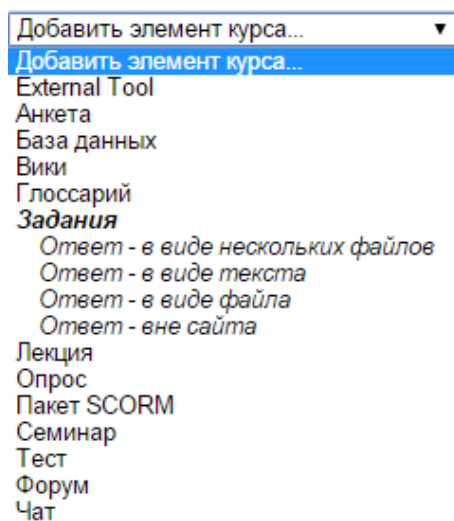 Добавить элемент курса...
Добавить элемент курса...
External Tool
Анкета
База данных
Вики
Глоссарий
Задания
Ответ - в виде нескольких файлов
Ответ - в виде текста
Ответ - в виде файла
Ответ - вне сайта
Лекция
Опрос
Пакет SCORM
Семинар
Тест
Форум
Чат